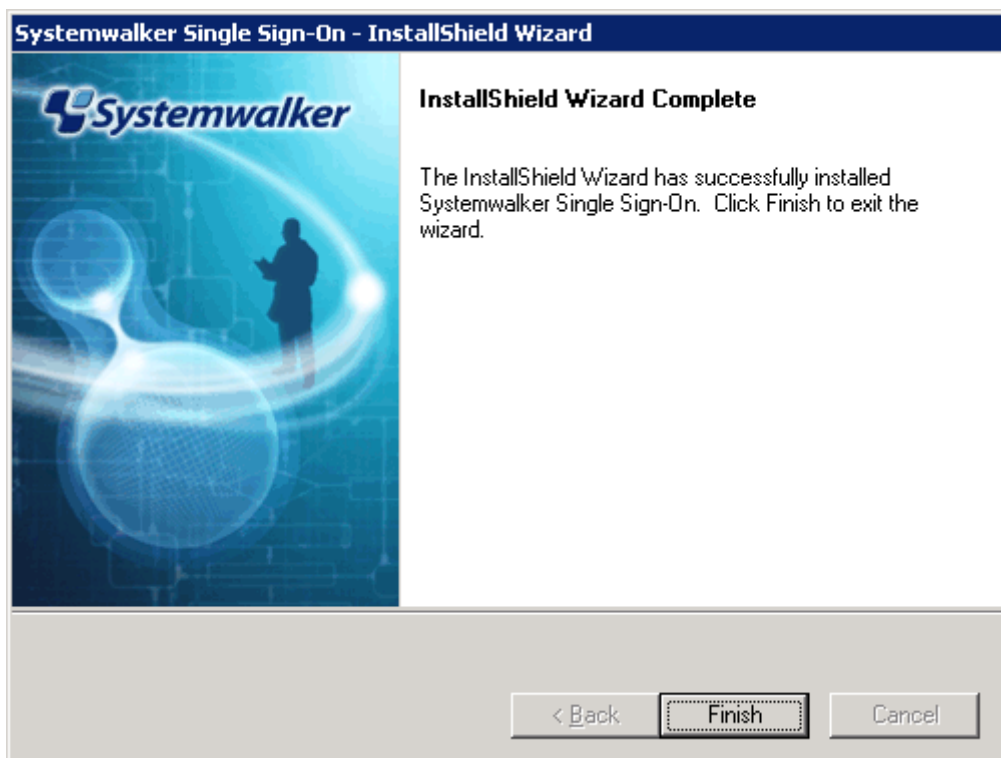 Systemwalker Single Sign-On - InstallShield Wizard
Systemwalker
InstallShield Wizard Complete
The InstallShield Wizard has successfully installed
Systemwalker Single Sign-On. Click Finish to exit the
wizard.
< Back
Finish
Cancel